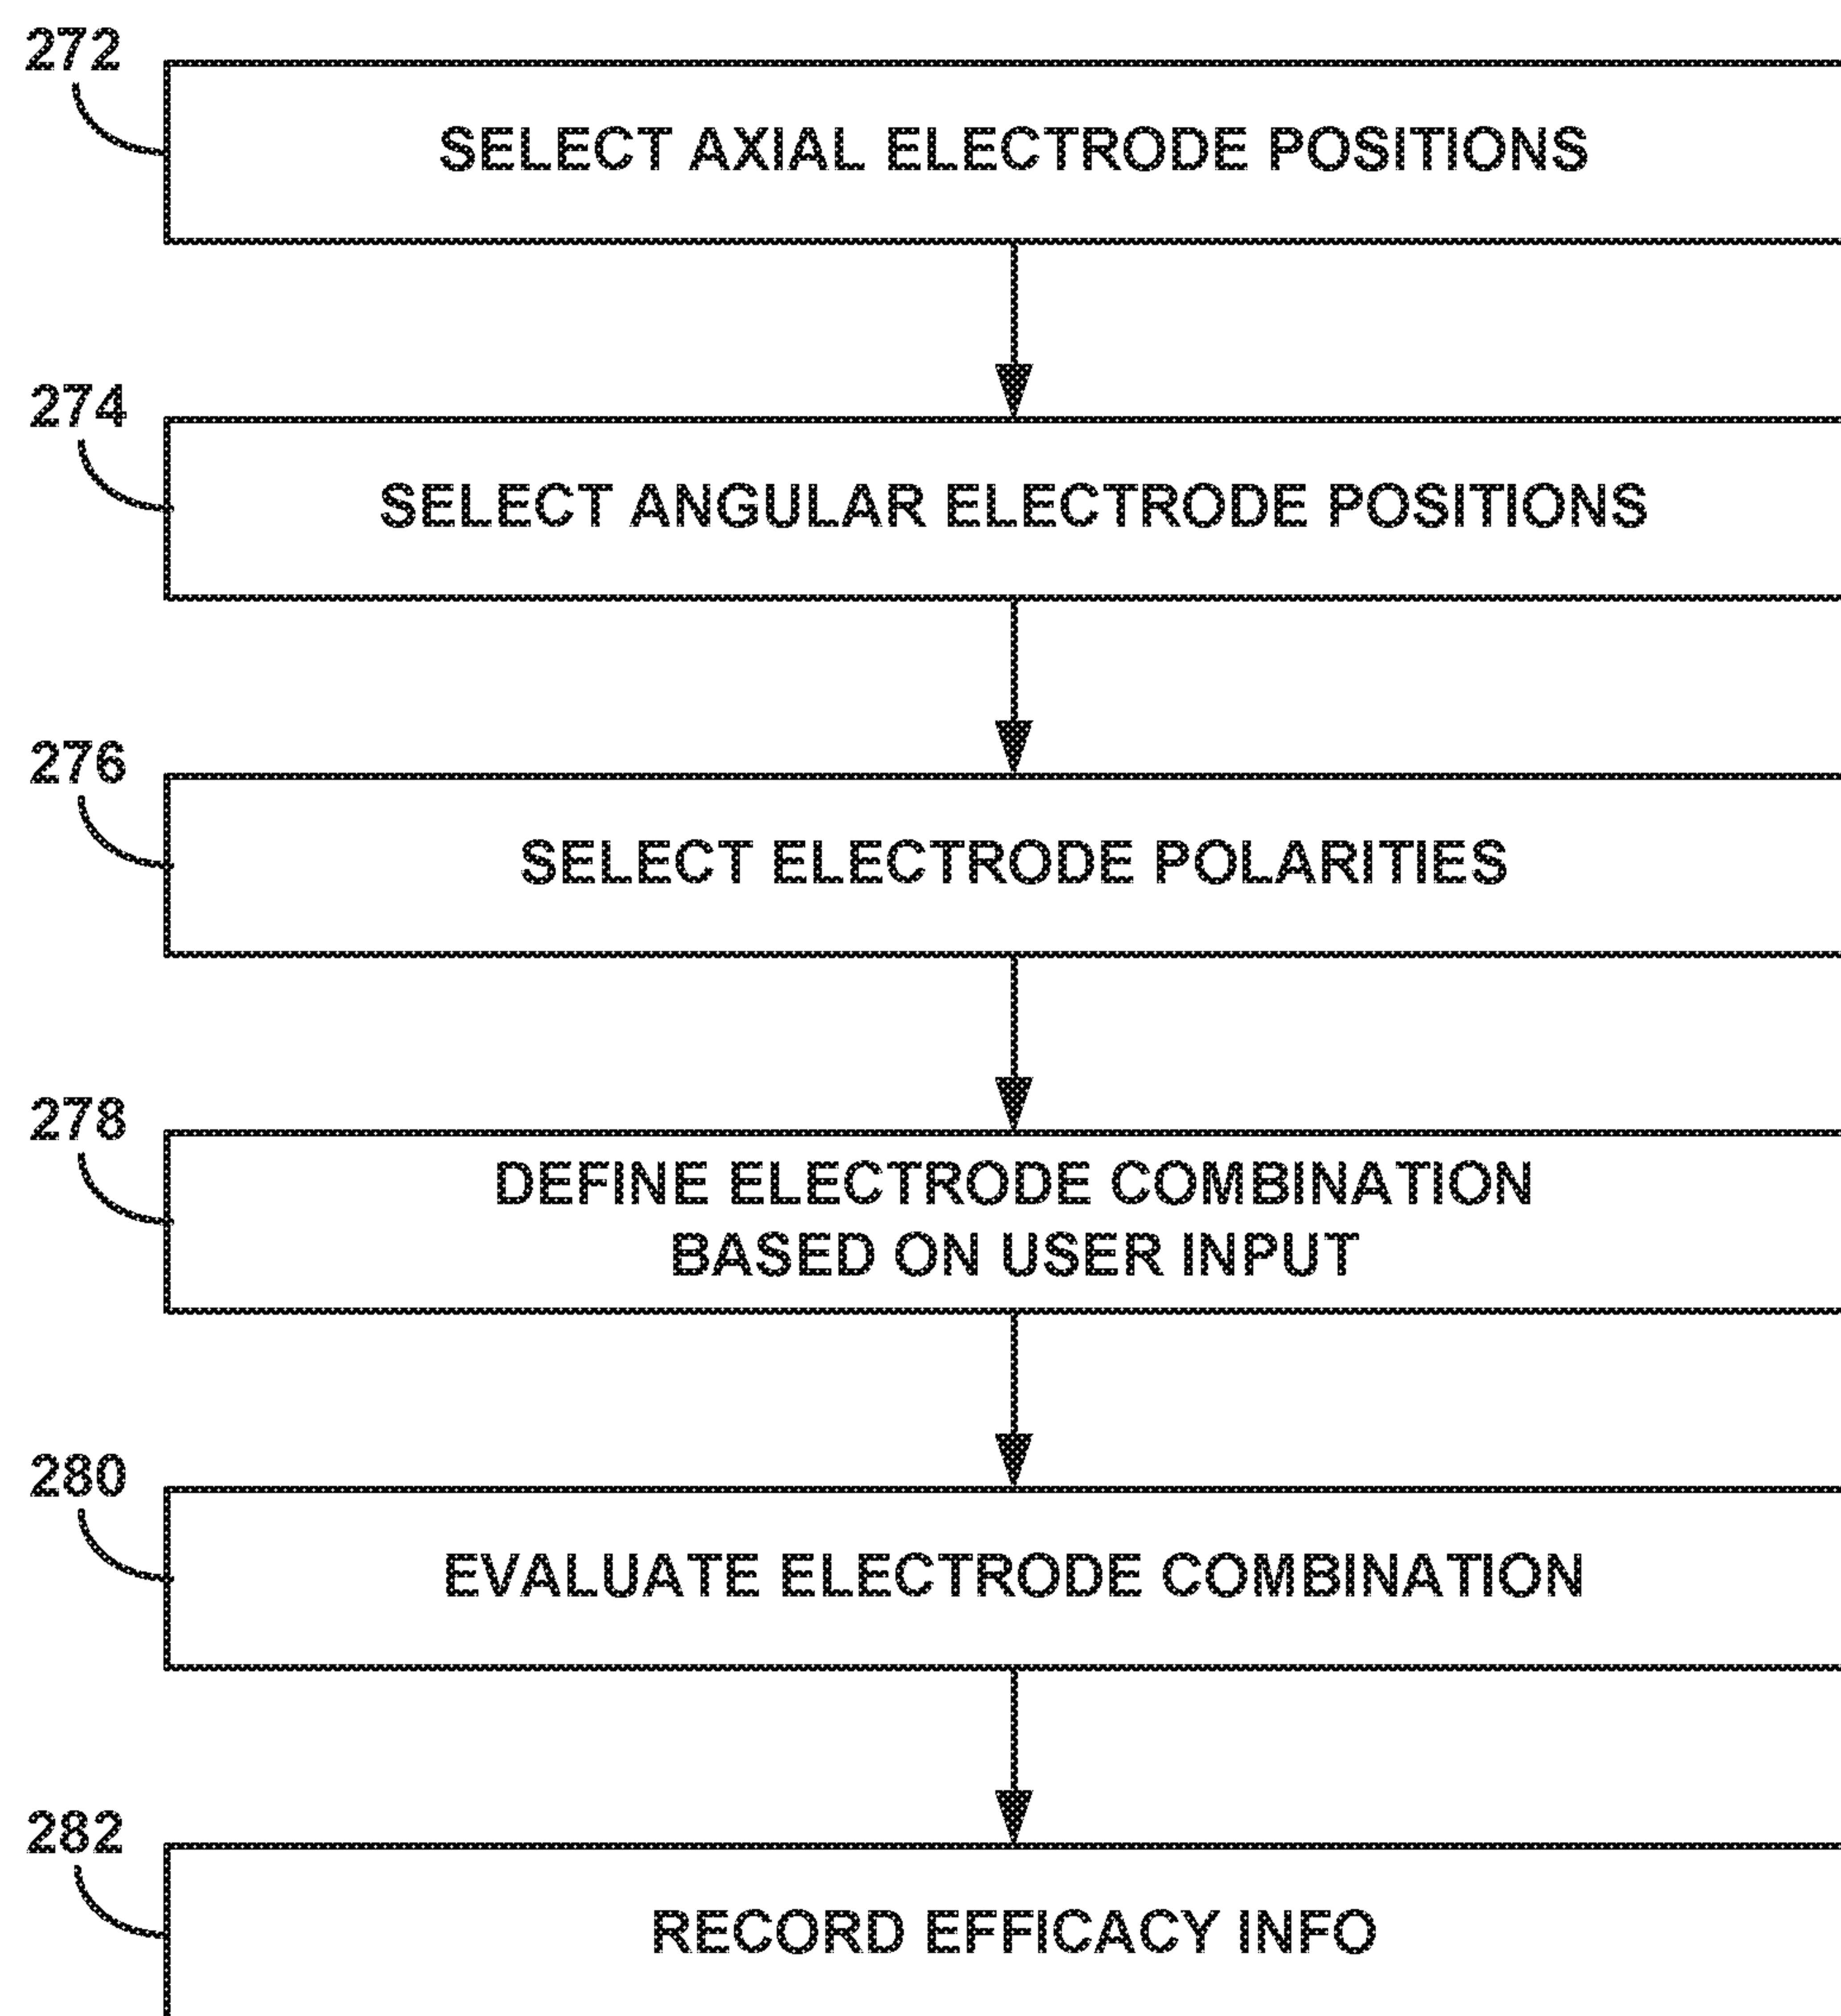 272
SELECT AXIAL ELECTRODE POSITIONS
274
SELECT ANGULAR ELECTRODE POSITIONS
276
SELECT ELECTRODE POLARITIES
278
DEFINE ELECTRODE COMBINATION
BASED ON USER INPUT
280
EVALUATE ELECTRODE COMBINATION
282
RECORD EFFICACY INFO